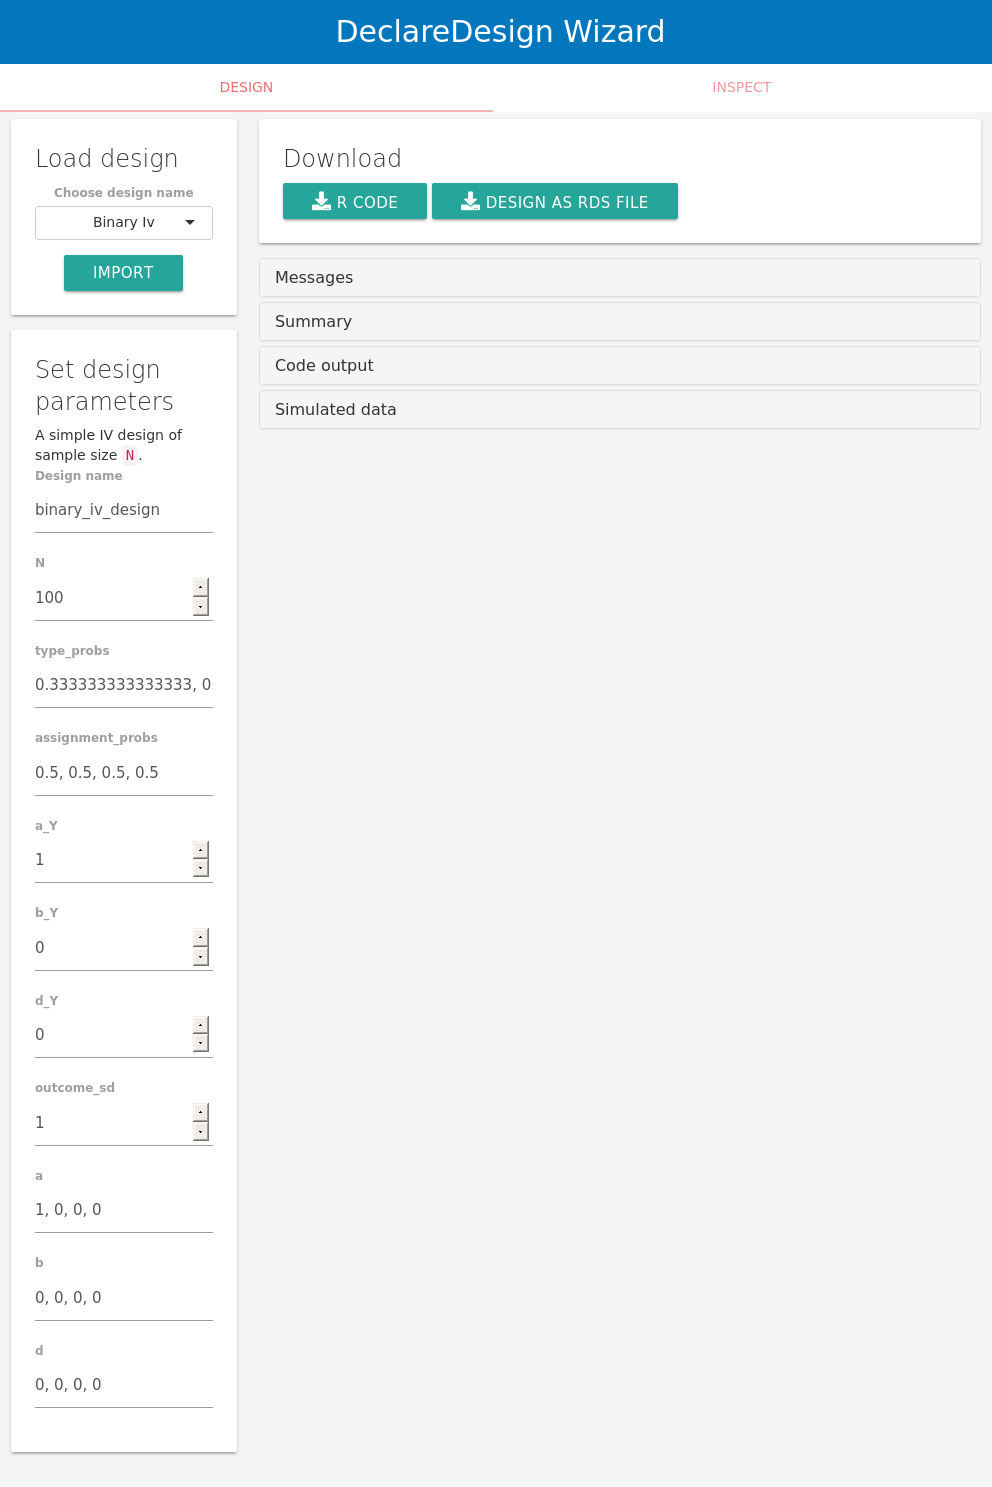 DeclareDesign Wizard
DESIGN
INSPECT
Load design
Choose design name
Binary Iv
IMPORT
Set design
parameters
A simple IV design of
sample size N.
Design name
binary_iv_design
N
100
type_probs
0.333333333333333, 0
assignment_probs
0.5, 0.5, 0.5, 0.5
a_Y
1
b_Y
0
d_Y
0
outcome_sd
1
a
1, 0, 0, 0
b
0, 0, 0, 0
d
0, 0, 0, 0
Download
R CODE
DESIGN AS RDS FILE
Messages
Summary
Code output
Simulated data